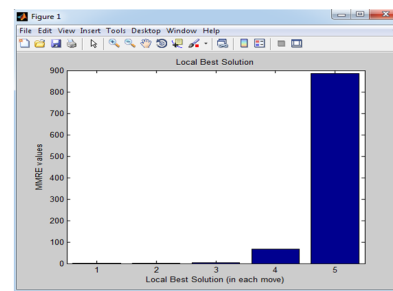 Figure 1
File Edit View Insert Tools Desktop Window Help
Local Best Solution
MMRE values
900
800
700
600
500
400
300
200
100
0
1 2 3 4 5
Local Best Solution (in each move)